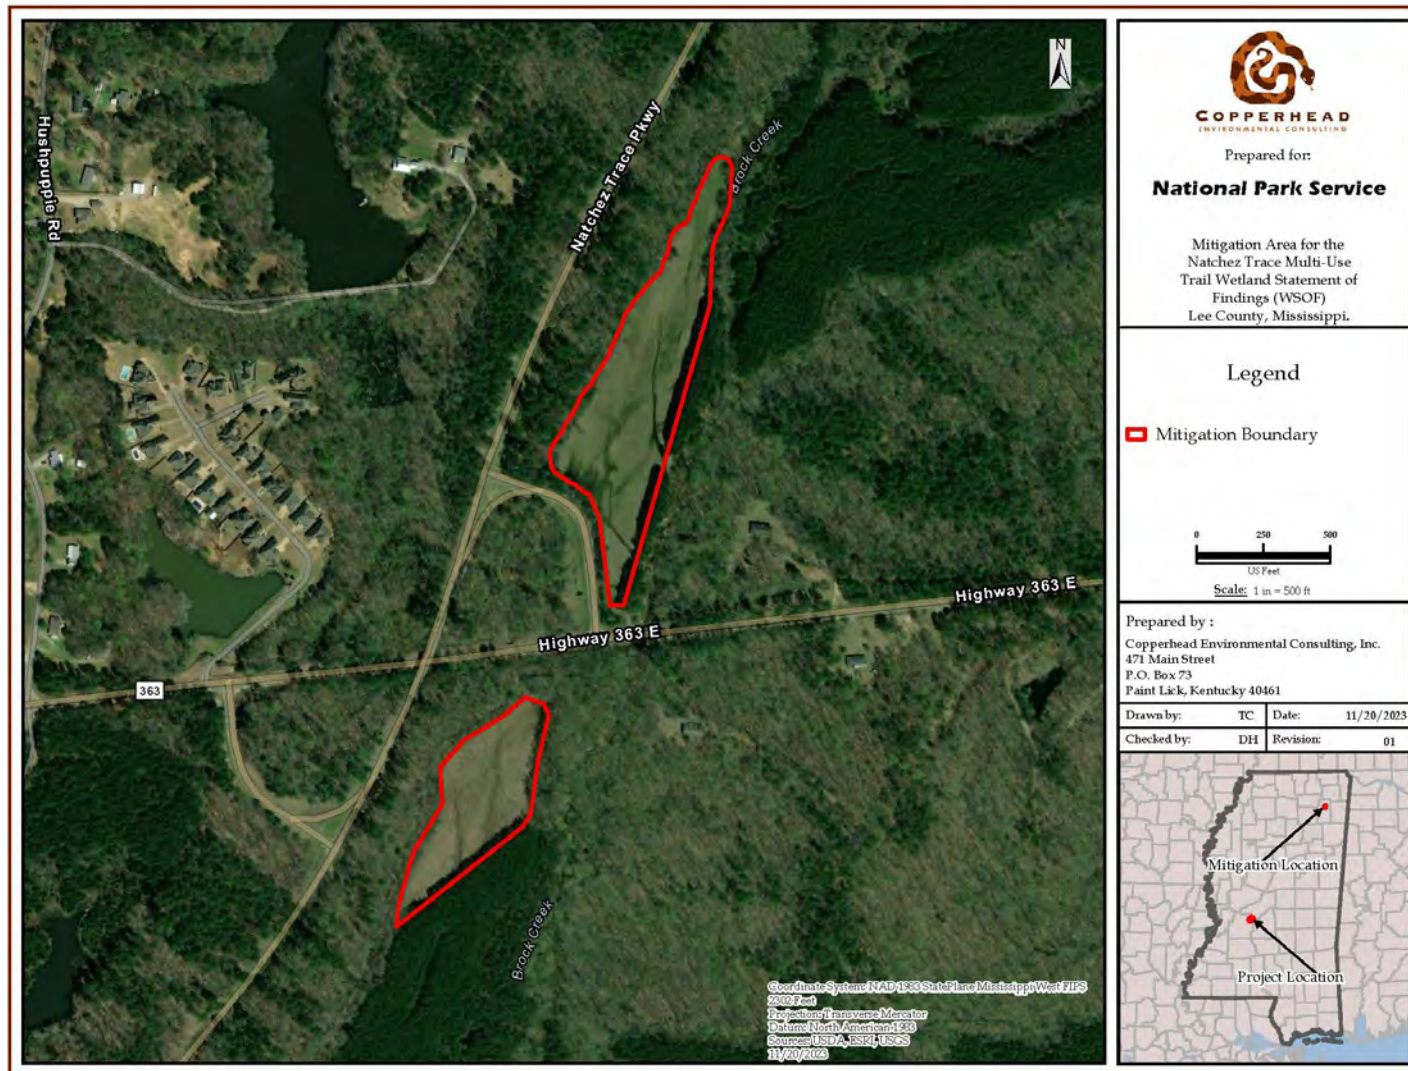 N
Hushpuppie Rd
Natchez Trace Pkwy
Brock Creek
Highway 363 E
Highway 363 E
363
Brock Creek
Coordinate System: NAD 1983 StatePlane Mississippi West FIPS
2302 Feet
Projection: Transverse Mercator
Datum: North American 1983
Sources: USDA, ESRI, USGS
11/20/2023
COPPERHEAD
ENVIRONMENTAL CONSULTING
Prepared for:
National Park Service
Mitigation Area for the
Natchez Trace Multi-Use
Trail Wetland Statement of
Findings (WSOF)
Lee County, Mississippi.
Legend
Mitigation Boundary
0 250 500
US Feet
Scale: 1 in = 500 ft
Prepared by :
Copperhead Environmental Consulting, Inc.
471 Main Street
P.O. Box 73
Paint Lick, Kentucky 40461
Drawn by: TC Date: 11/20/2023
Checked by: DH Revision: 01
Mitigation Location
Project Location